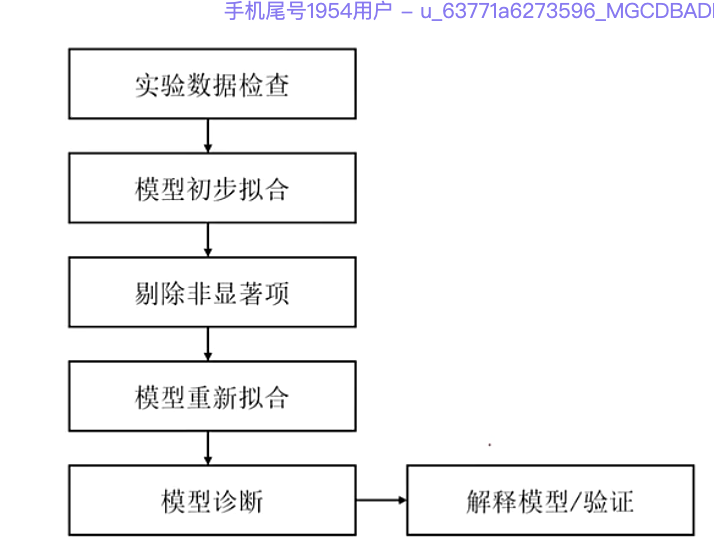 手机尾号1954用户 – u_63771a6273596_MGCDBADI
实验数据检查
模型初步拟合
剔除非显著项
模型重新拟合
模型诊断
解释模型/验证